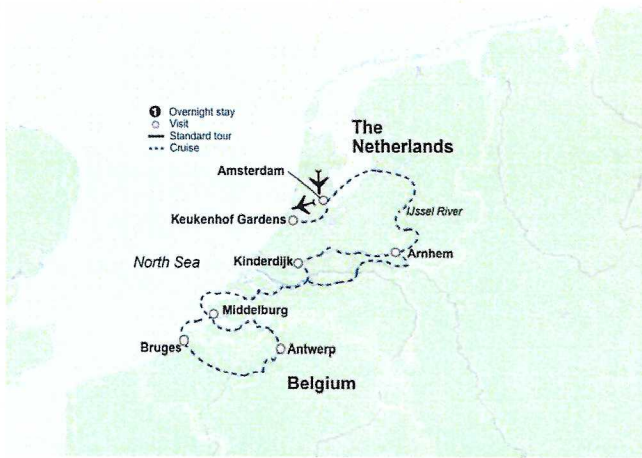 1 Overnight stay
Visit
Standard tour
Cruise
The
Netherlands
Amsterdam
Keukenhof Gardens
IJssel River
Arnhem
Kinderdijk
North Sea
Middelburg
Bruges
Antwerp
Belgium